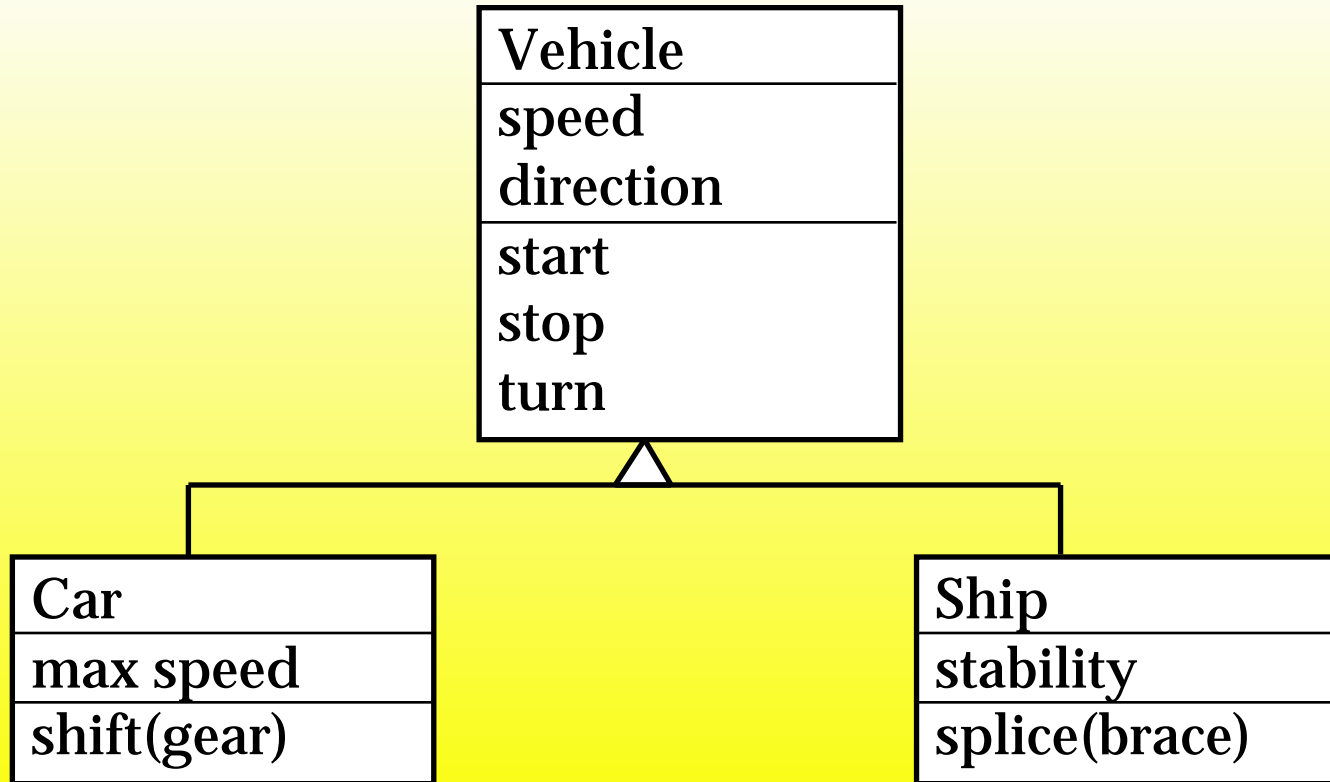 Vehicle
speed
direction
start
stop
turn
Car
max speed
shift(gear)
Ship
stability
splice(brace)